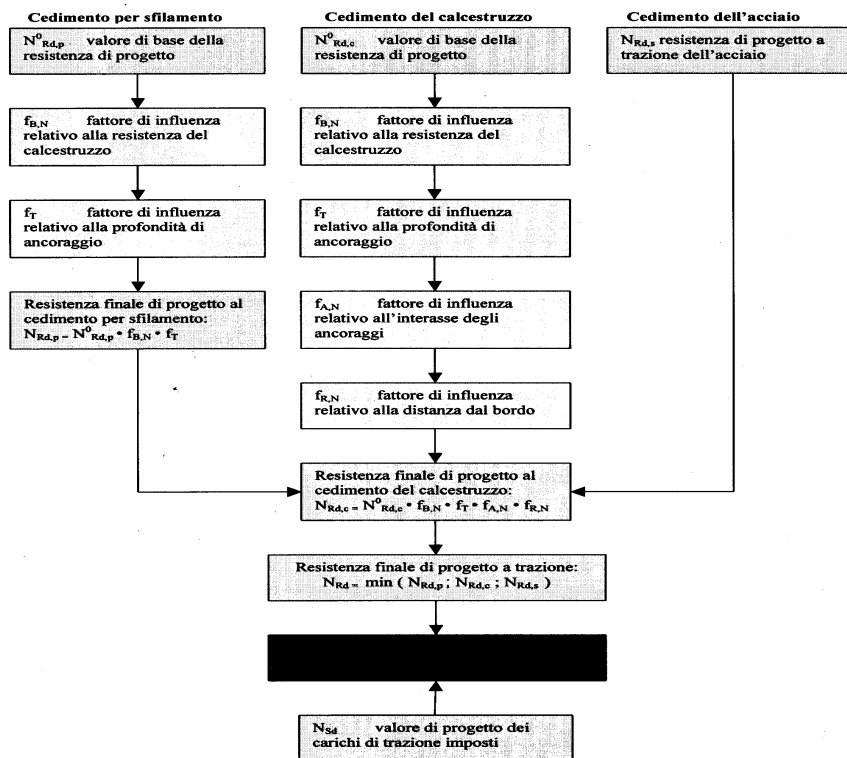 Cedimento per sfilamento
N⁰Rd,p valore di base della
resistenza di progetto
fB,N fattore di influenza
relativo alla resistenza del
calcestruzzo
fT fattore di influenza
relativo alla profondità di
ancoraggio
Resistenza finale di progetto al
cedimento per sfilamento:
NRd,p = N⁰Rd,p • fB,N • fT
Cedimento del calcestruzzo
N⁰Rd,c valore di base della
resistenza di progetto
fB,N fattore di influenza
relativo alla resistenza del
calcestruzzo
fT fattore di influenza
relativo alla profondità di
ancoraggio
fA,N fattore di influenza
relativo all'interasse degli
ancoraggi
fR,N fattore di influenza
relativo alla distanza dal bordo
Cedimento dell'acciaio
NRd,s resistenza di progetto a
trazione dell'acciaio
Resistenza finale di progetto al
cedimento del calcestruzzo:
NRd,c = N⁰Rd,c • fB,N • fT • fA,N • fR,N
Resistenza finale di progetto a trazione:
NRd = min ( NRd,p ; NRd,c ; NRd,s )
NSd valore di progetto dei
carichi di trazione imposti